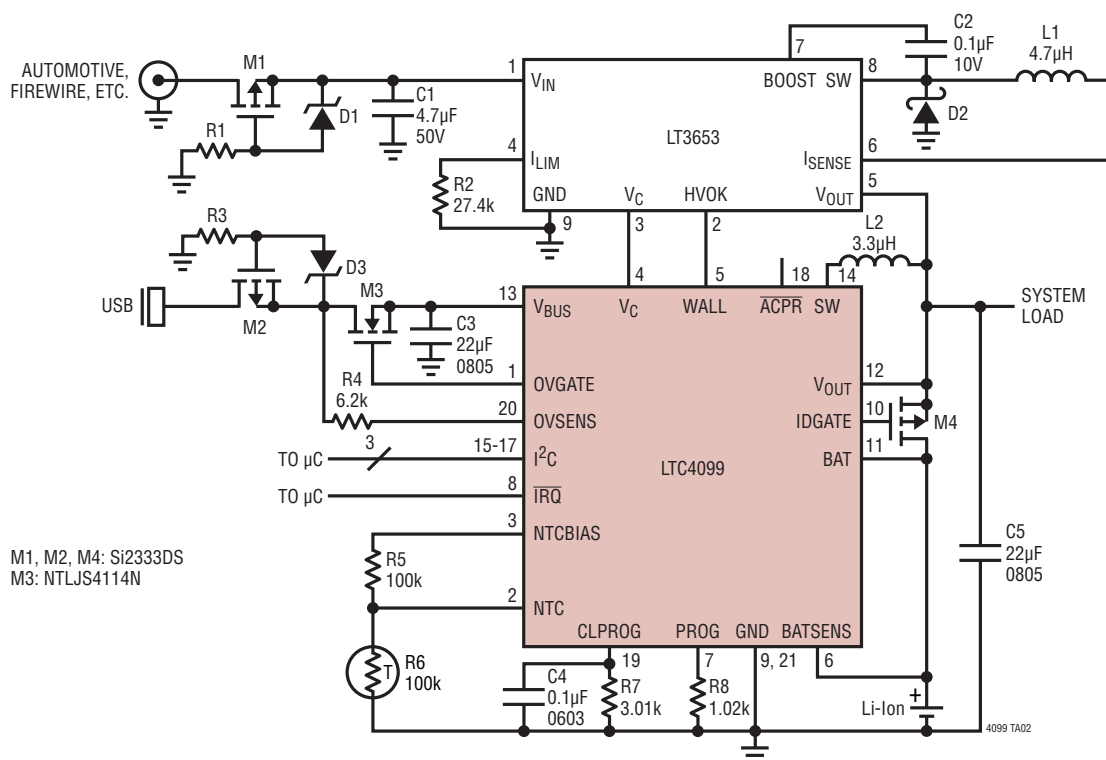 AUTOMOTIVE,
FIREWIRE, ETC.
M1
R1
D1
C1
4.7µF
50V
1
VIN
4
ILIM
R2
27.4k
GND
9
LT3653
VC
3
HVOK
2
7
BOOST SW
8
C2
0.1µF
10V
L1
4.7µH
D2
6
ISENSE
5
VOUT
L2
3.3µH
R3
D3
USB
M2
M3
C3
22µF
0805
13
VBUS
4
VC
5
WALL
18
ACPR
14
SW
SYSTEM
LOAD
R4
6.2k
1
OVGATE
20
OVSENS
12
VOUT
10
IDGATE
M4
11
BAT
TO µC
3
15-17
I2C
LTC4099
TO µC
8
IRQ
3
NTCBIAS
M1, M2, M4: Si2333DS
M3: NTLJS4114N
R5
100k
2
NTC
C5
22µF
0805
T
R6
100k
CLPROG
19
PROG
7
GND
9, 21
BATSENS
6
C4
0.1µF
0603
R7
3.01k
R8
1.02k
Li-Ion
+
4099 TA02